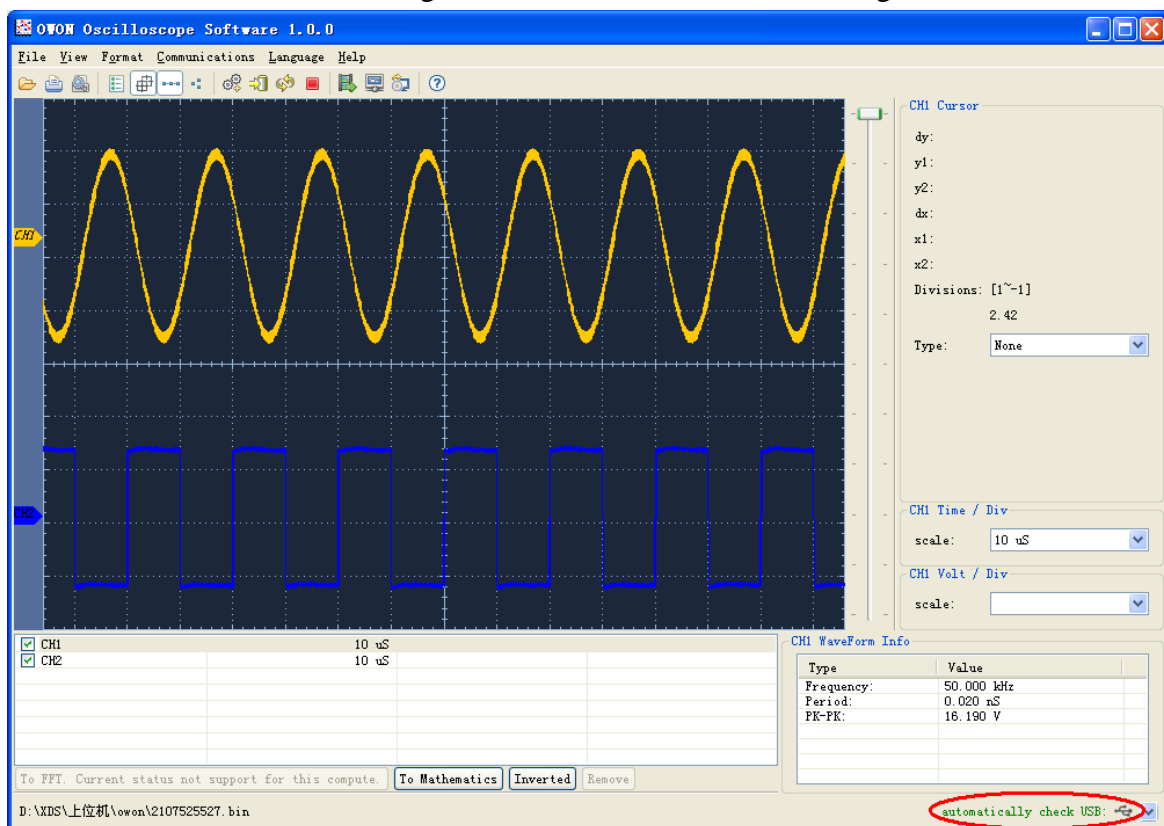 OWON Oscilloscope Software 1.0.0
File View Format Communications Language Help
CH1 Cursor
dy:
y1:
y2:
dx:
x1:
x2:
Divisions: [1~-1]
2.42
Type: None
CH1
CH2
CH1 Time / Div
scale: 10 uS
CH1 Volt / Div
scale:
CH1 10 uS
CH2 10 uS
CH1 WaveForm Info
Type Value
Frequency: 50.000 kHz
Period: 0.020 nS
PK-PK: 16.190 V
To FFT. Current status not support for this compute. To Mathematics Inverted Remove
D:\XDS\上位机\owon\2107525527.bin
automatically check USB: